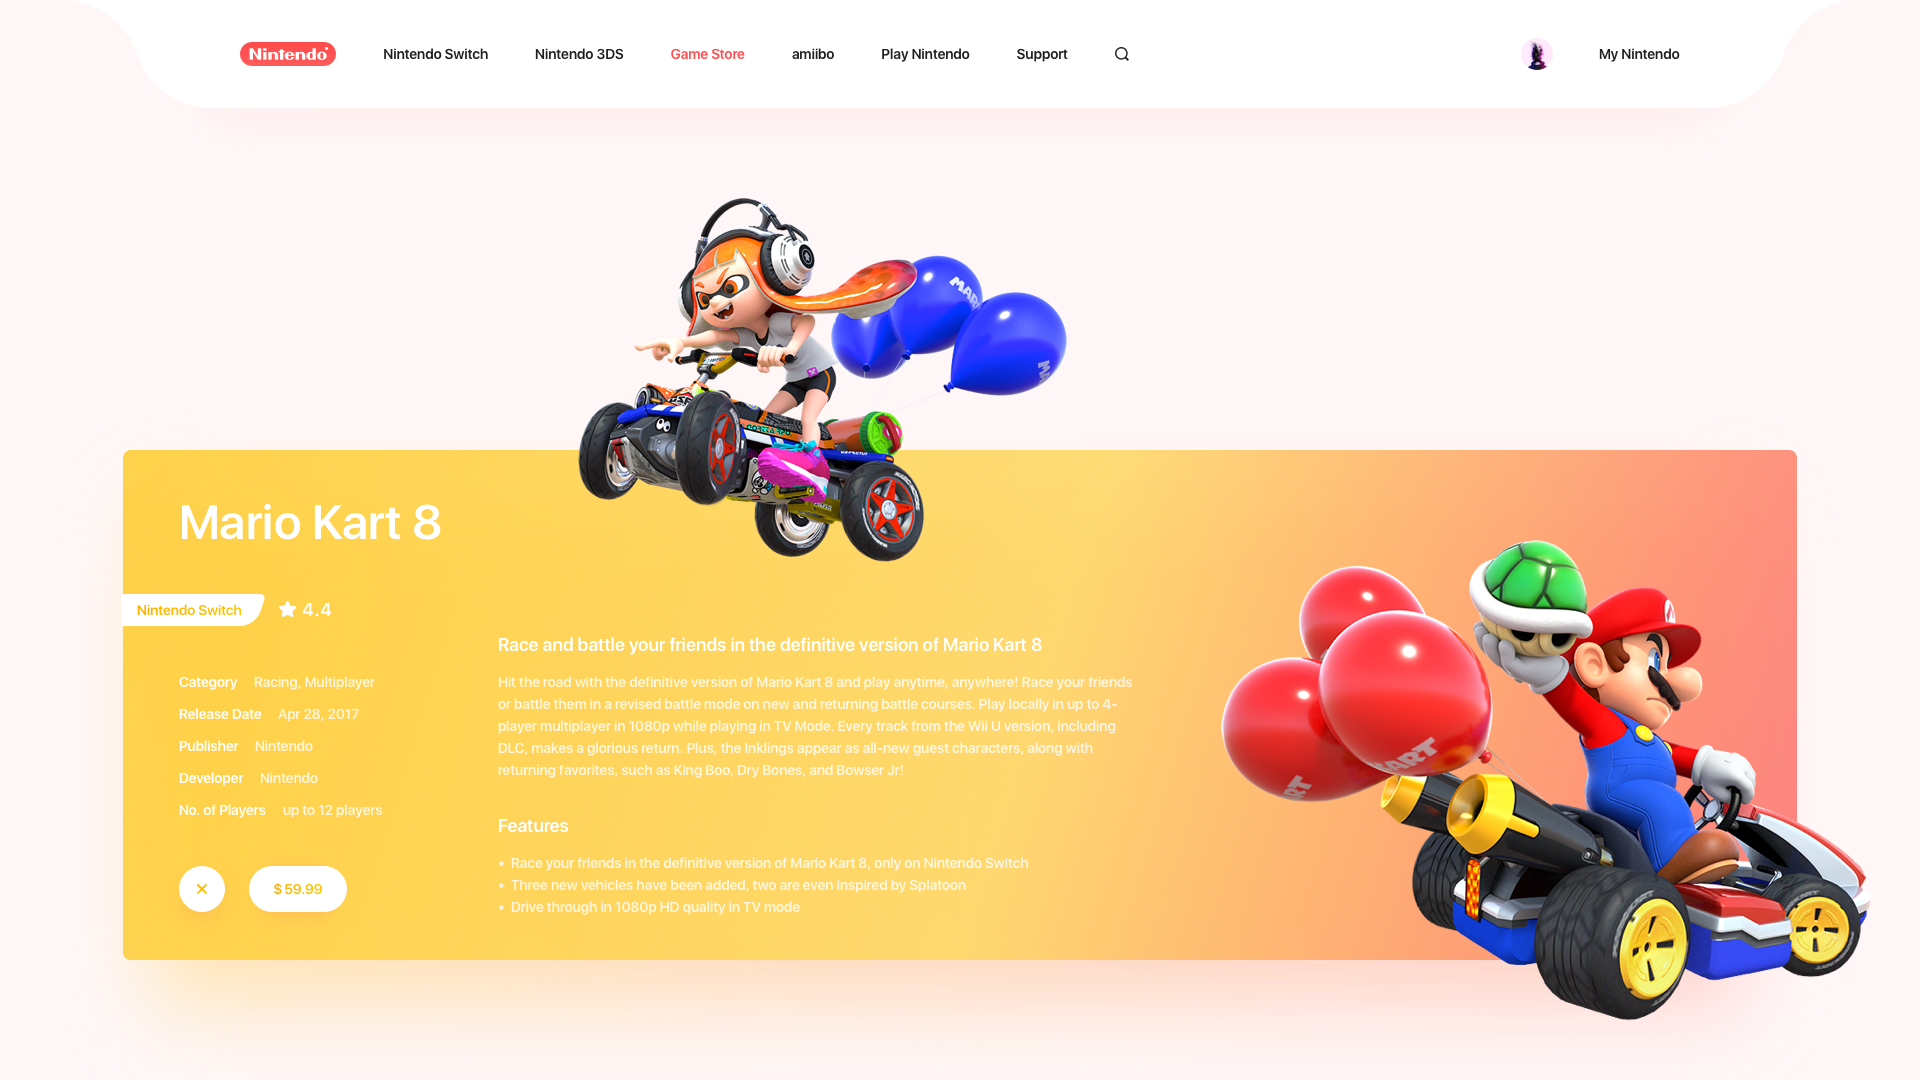 Nintendo
Nintendo Switch
Nintendo 3DS
Game Store
amiibo
Play Nintendo
Support
My Nintendo
Mario Kart 8
Nintendo Switch
4.4
Category Racing, Multiplayer
Release Date Apr 28, 2017
Publisher Nintendo
Developer Nintendo
No. of Players up to 12 players
$ 59.99
Race and battle your friends in the definitive version of Mario Kart 8
Hit the road with the definitive version of Mario Kart 8 and play anytime, anywhere! Race your friends
or battle them in a revised battle mode on new and returning battle courses. Play locally in up to 4-
player multiplayer in 1080p while playing in TV Mode. Every track from the Wii U version, including
DLC, makes a glorious return. Plus, the Inklings appear as all-new guest characters, along with
returning favorites, such as King Boo, Dry Bones, and Bowser Jr!
Features
• Race your friends in the definitive version of Mario Kart 8, only on Nintendo Switch
• Three new vehicles have been added, two are even inspired by Splatoon
• Drive through in 1080p HD quality in TV mode